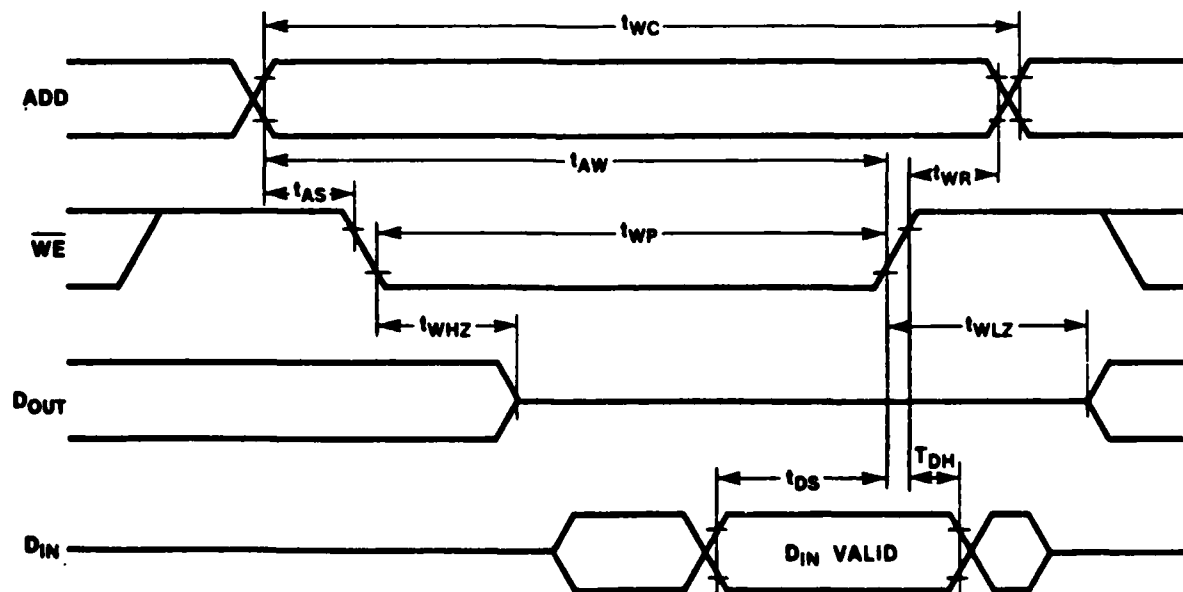 tWC
ADD
tAW
tWR
tAS
WE
tWP
tWHZ
tWLZ
DOUT
TDH
tDS
DIN
DIN VALID